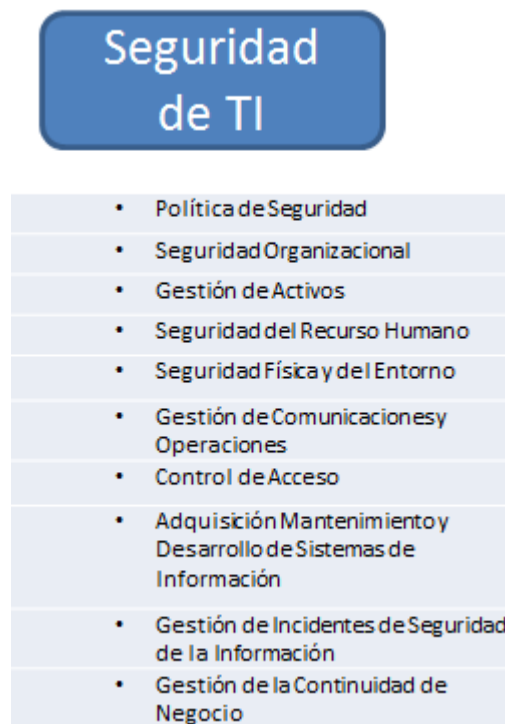 Seguridad
de TI
• Política de Seguridad
• Seguridad Organizacional
• Gestión de Activos
• Seguridad del Recurso Humano
• Seguridad Física y del Entorno
• Gestión de Comunicaciones y
Operaciones
• Control de Acceso
• Adquisición Mantenimiento y
Desarrollo de Sistemas de
Información
• Gestión de Incidentes de Seguridad
de la Información
• Gestión de la Continuidad de
Negocio